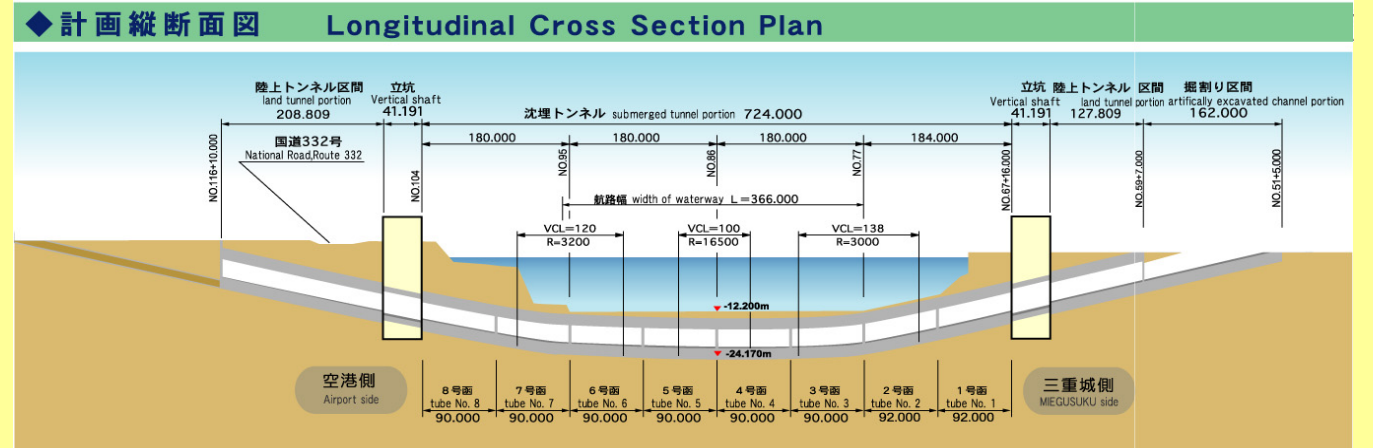 ◆計画縦断面図 Longitudinal Cross Section Plan
陸上トンネル区間
land tunnel portion
208.809
立坑
Vertical shaft
41.191
沈埋トンネル submerged tunnel portion 724.000
立坑
Vertical shaft
41.191
陸上トンネル 区間
land tunnel portion
127.809
掘割り区間
artifically excavated channel portion
162.000
国道332号
National Road,Route 332
180.000
180.000
180.000
184.000
NO.116+10.000
NO.104
NO.95
NO.86
NO.77
NO.67+16.000
NO.59+7.000
NO.51+5.000
航路幅 width of waterway L=366.000
VCL=120
R=3200
VCL=100
R=16500
VCL=138
R=3000
-12.200m
-24.170m
空港側
Airport side
8号函
tube No. 8
90.000
7号函
tube No. 7
90.000
6号函
tube No. 6
90.000
5号函
tube No. 5
90.000
4号函
tube No. 4
90.000
3号函
tube No. 3
90.000
2号函
tube No. 2
92.000
1号函
tube No. 1
92.000
三重城側
MIEGUSUKU side